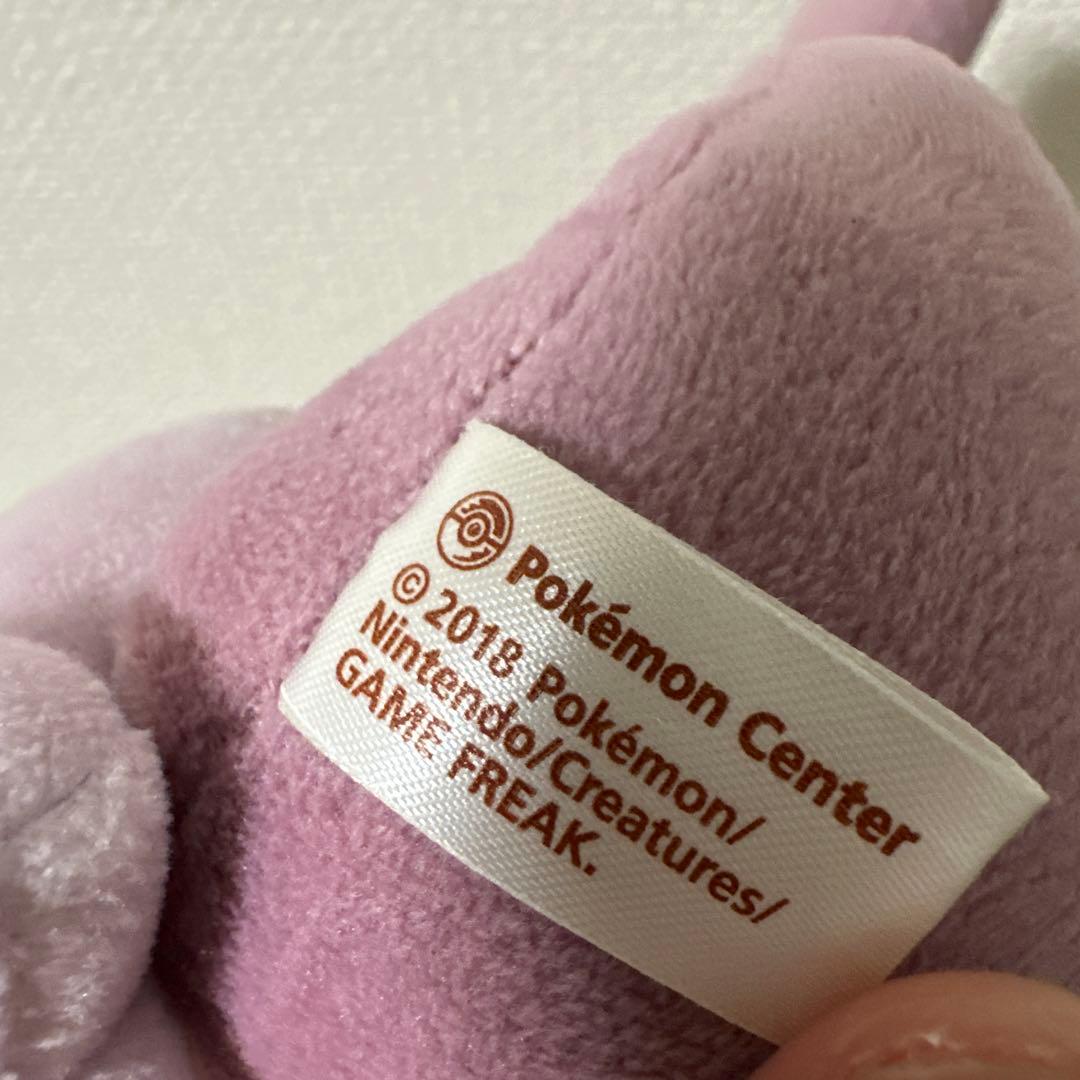 Pokémon Center
© 2018 Pokémon/
Nintendo/Creatures/
GAME FREAK.